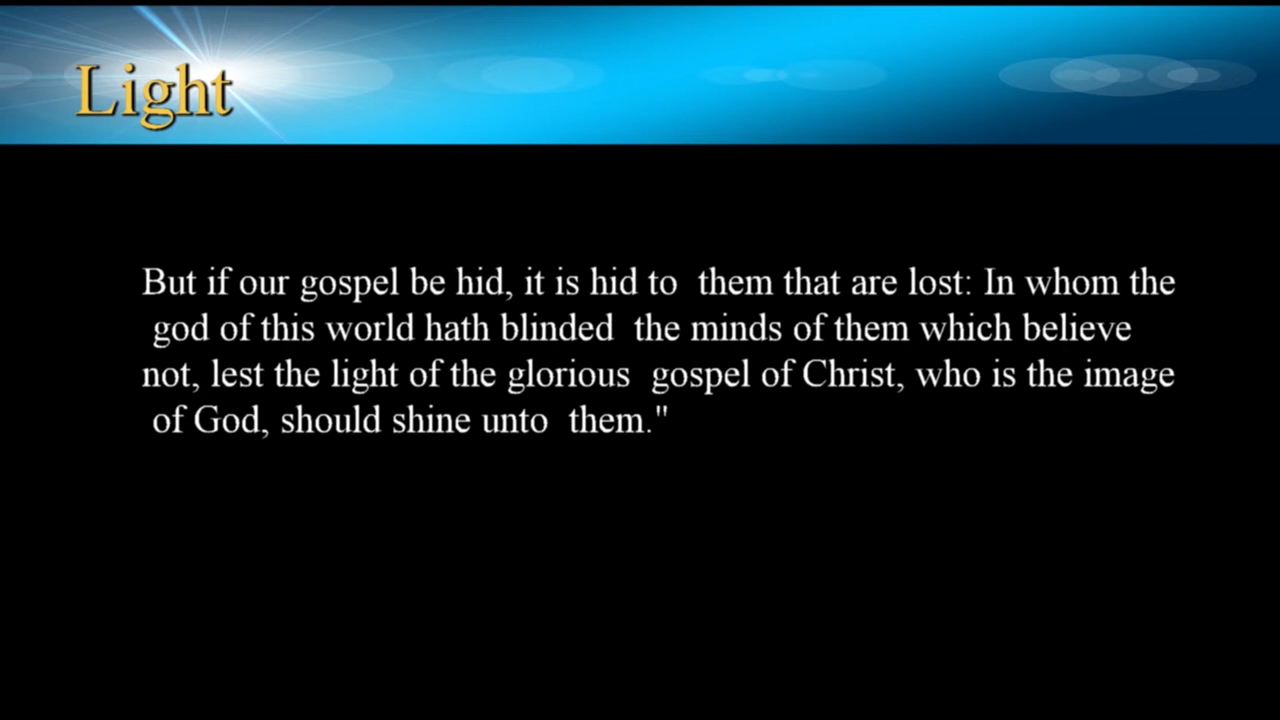 Light
But if our gospel be hid, it is hid to  them that are lost: In whom the
god of this world hath blinded  the minds of them which believe
not, lest the light of the glorious  gospel of Christ, who is the image
of God, should shine unto  them."